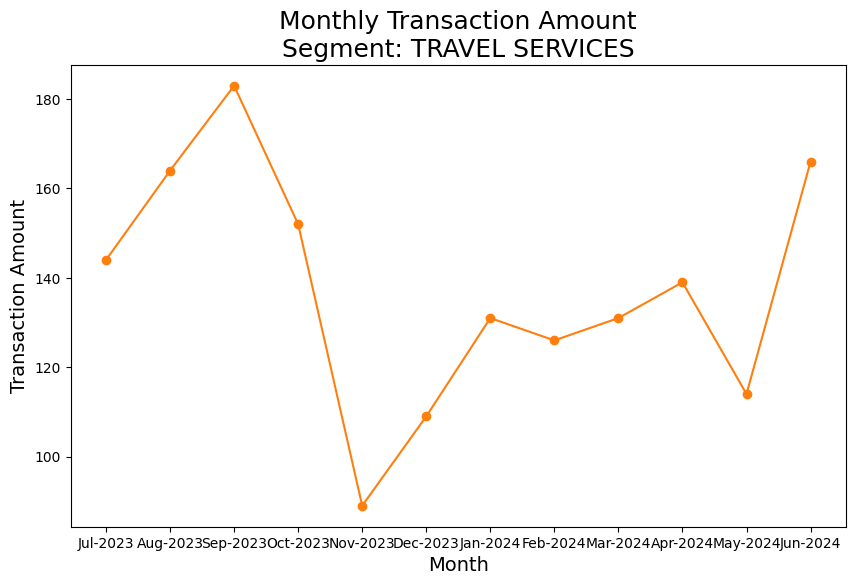 Monthly Transaction Amount
Segment: TRAVEL SERVICES
Transaction Amount
180
160
140
120
100
Jul-2023 Aug-2023 Sep-2023 Oct-2023 Nov-2023 Dec-2023 Jan-2024 Feb-2024 Mar-2024 Apr-2024 May-2024 Jun-2024
Month